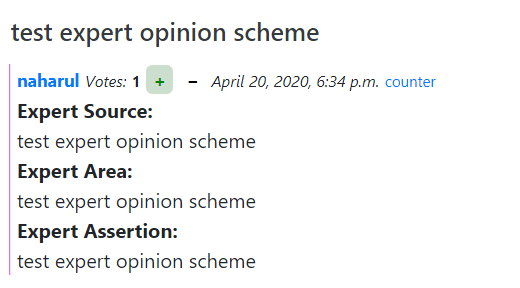 test expert opinion scheme
naharul Votes: 1 + – April 20, 2020, 6:34 p.m. counter
Expert Source:
test expert opinion scheme
Expert Area:
test expert opinion scheme
Expert Assertion:
test expert opinion scheme